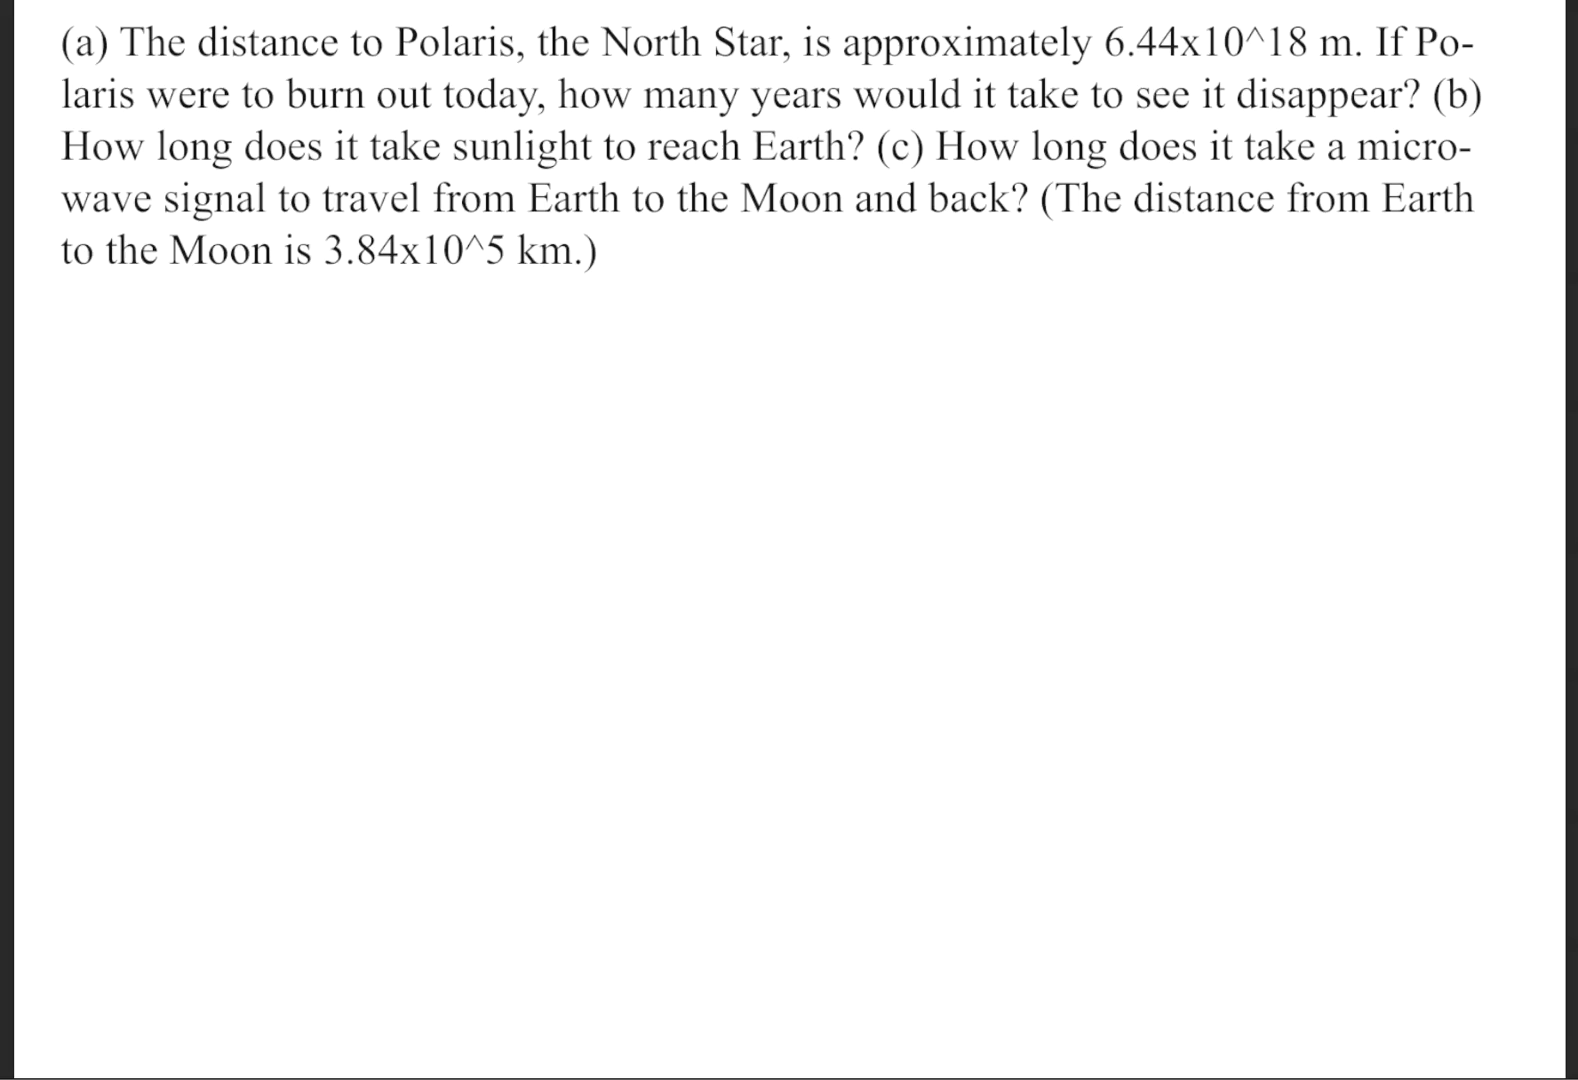 (a) The distance to Polaris, the North Star, is approximately 6.44x10^18 m. If Po-
laris were to burn out today, how many years would it take to see it disappear? (b)
How long does it take sunlight to reach Earth? (c) How long does it take a micro-
wave signal to travel from Earth to the Moon and back? (The distance from Earth
to the Moon is 3.84x10^5 km.)